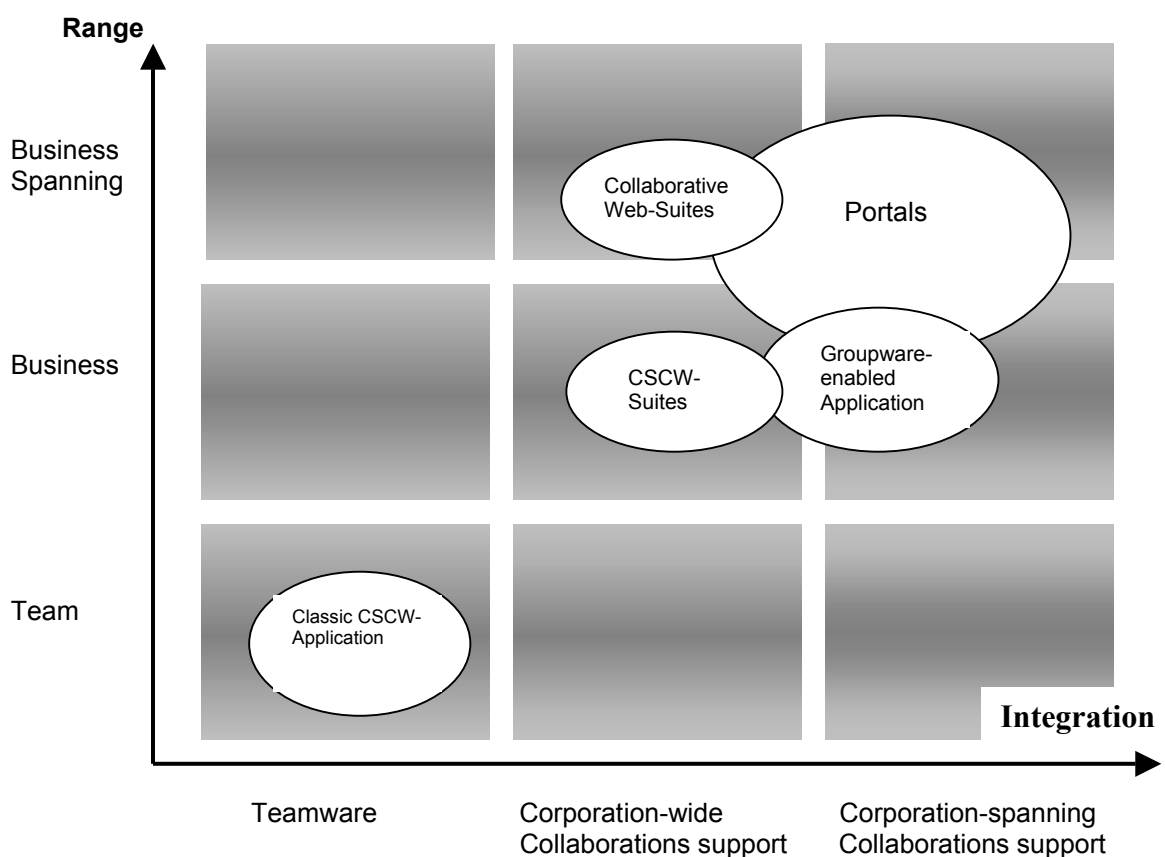 Range
Business
Spanning
Collaborative
Web-Suites
Portals
Business
CSCW-
Suites
Groupware-
enabled
Application
Team
Classic CSCW-
Application
Integration
Teamware
Corporation-wide
Collaborations support
Corporation-spanning
Collaborations support